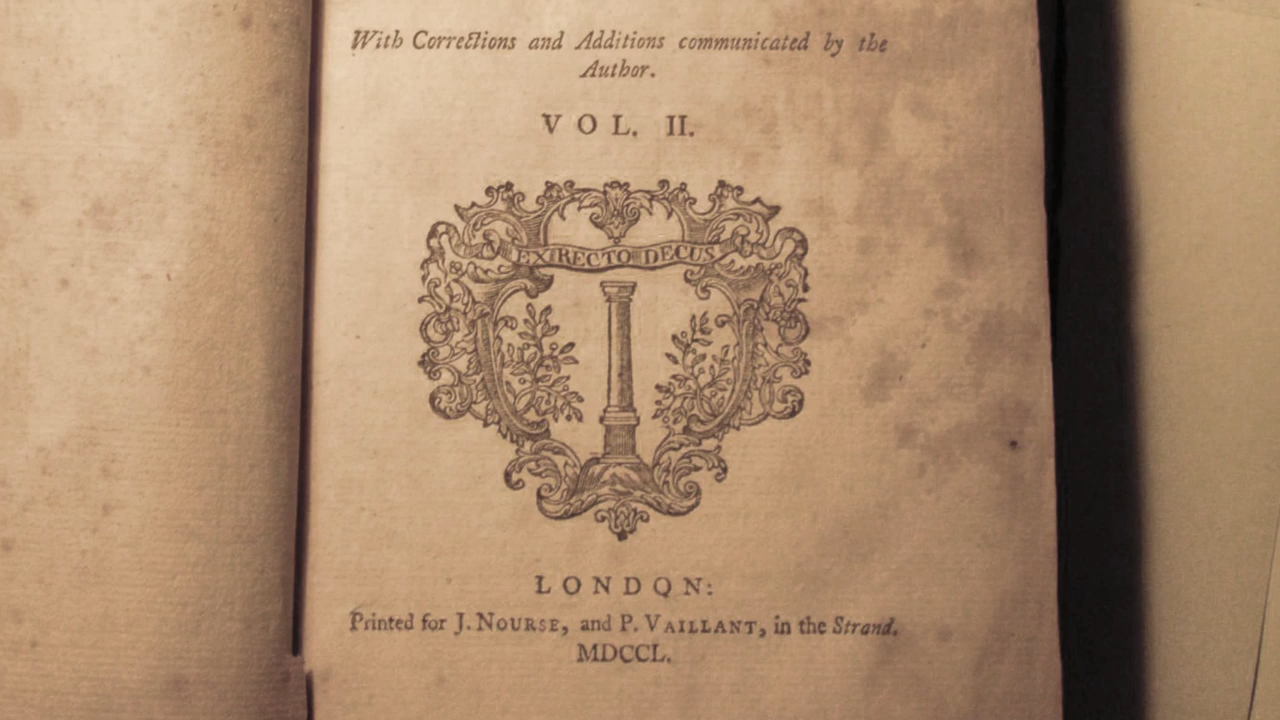 With Corrections and Additions communicated by the
Author.
VOL. II.
EX RECTO DECUS
LONDON:
Printed for J. NOURSE, and P. VAILLANT, in the Strand.
MDCCL.